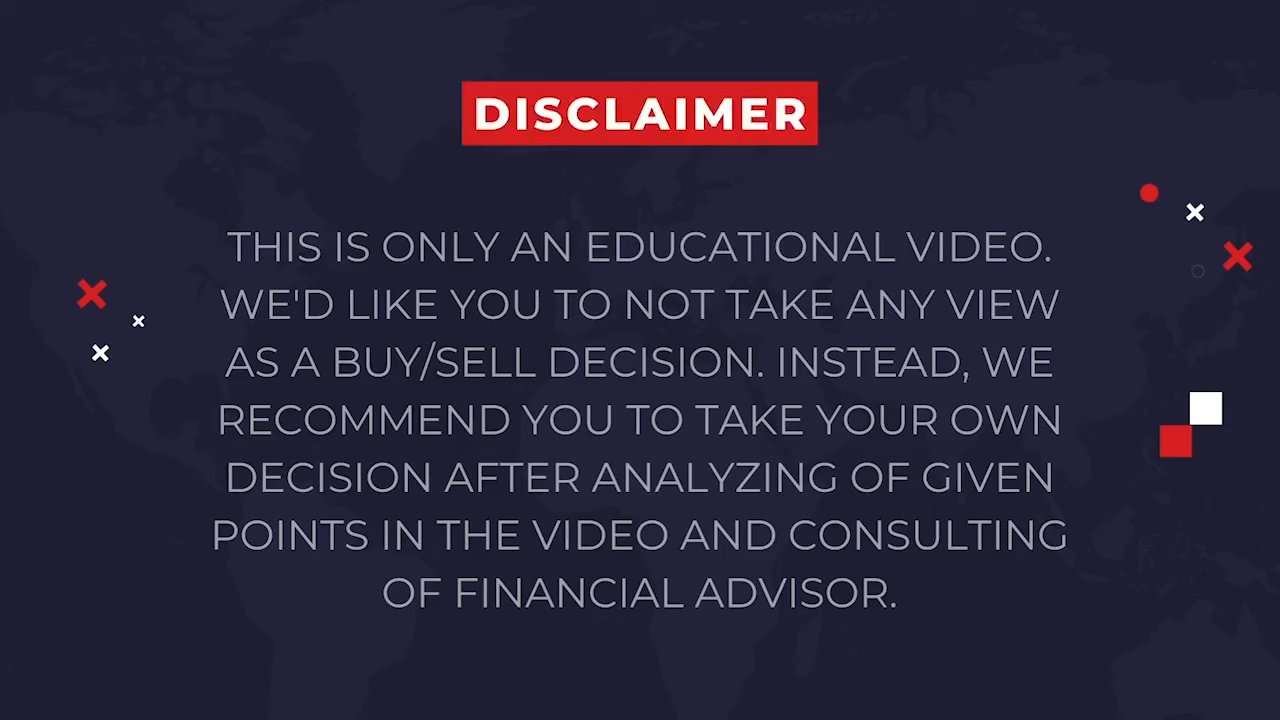 DISCLAIMER
THIS IS ONLY AN EDUCATIONAL VIDEO.
WE'D LIKE YOU TO NOT TAKE ANY VIEW
AS A BUY/SELL DECISION. INSTEAD, WE
RECOMMEND YOU TO TAKE YOUR OWN
DECISION AFTER ANALYZING OF GIVEN
POINTS IN THE VIDEO AND CONSULTING
OF FINANCIAL ADVISOR.